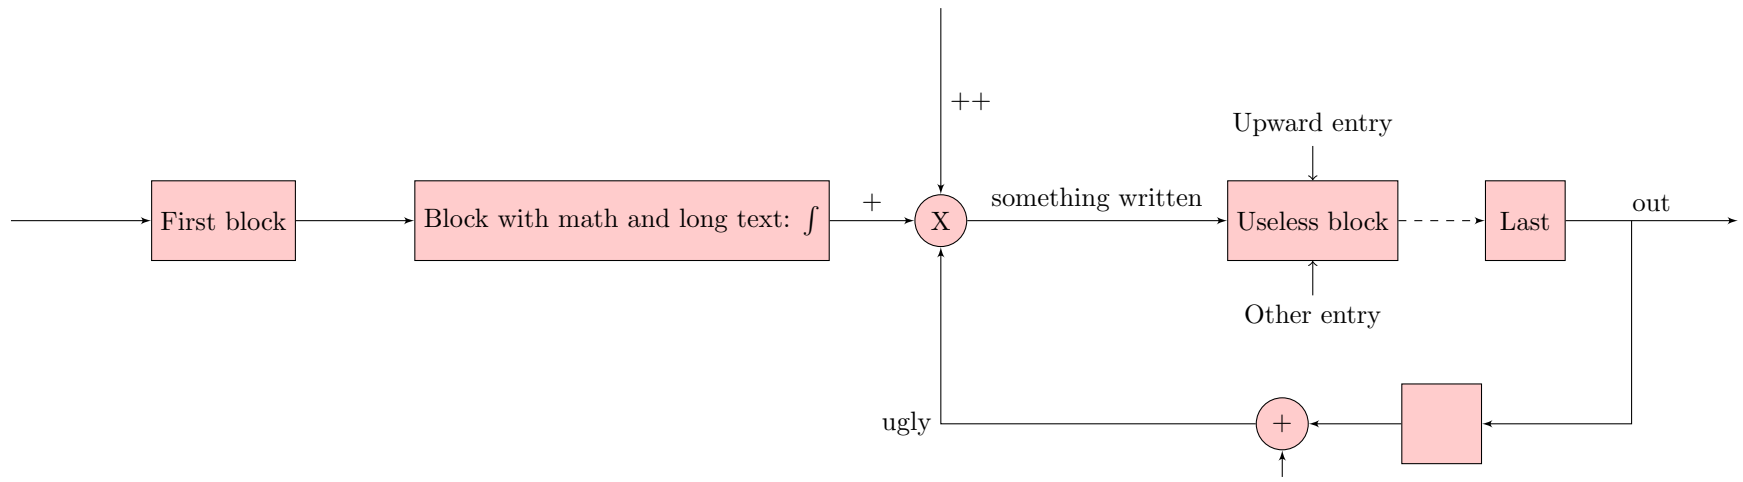 ++
Upward entry
First block
Block with math and long text: ∫
+
X
something written
Useless block
Last
out
Other entry
ugly
+